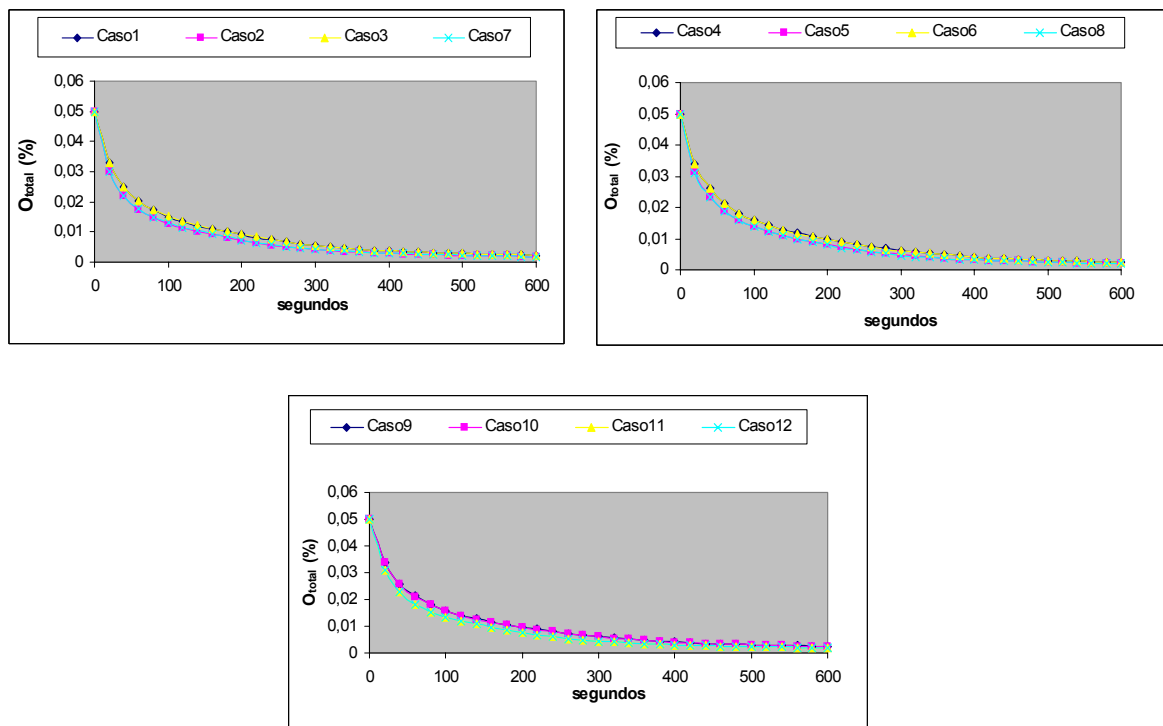 Caso1 Caso2 Caso3 Caso7
0,06
0,05
0,04
0,03
0,02
0,01
0
Ototal (%)
0 100 200 300 400 500 600
segundos
Caso4 Caso5 Caso6 Caso8
0,06
0,05
0,04
0,03
0,02
0,01
0
Ototal (%)
0 100 200 300 400 500 600
segundos
Caso9 Caso10 Caso11 Caso12
0,06
0,05
0,04
0,03
0,02
0,01
0
Ototal (%)
0 100 200 300 400 500 600
segundos